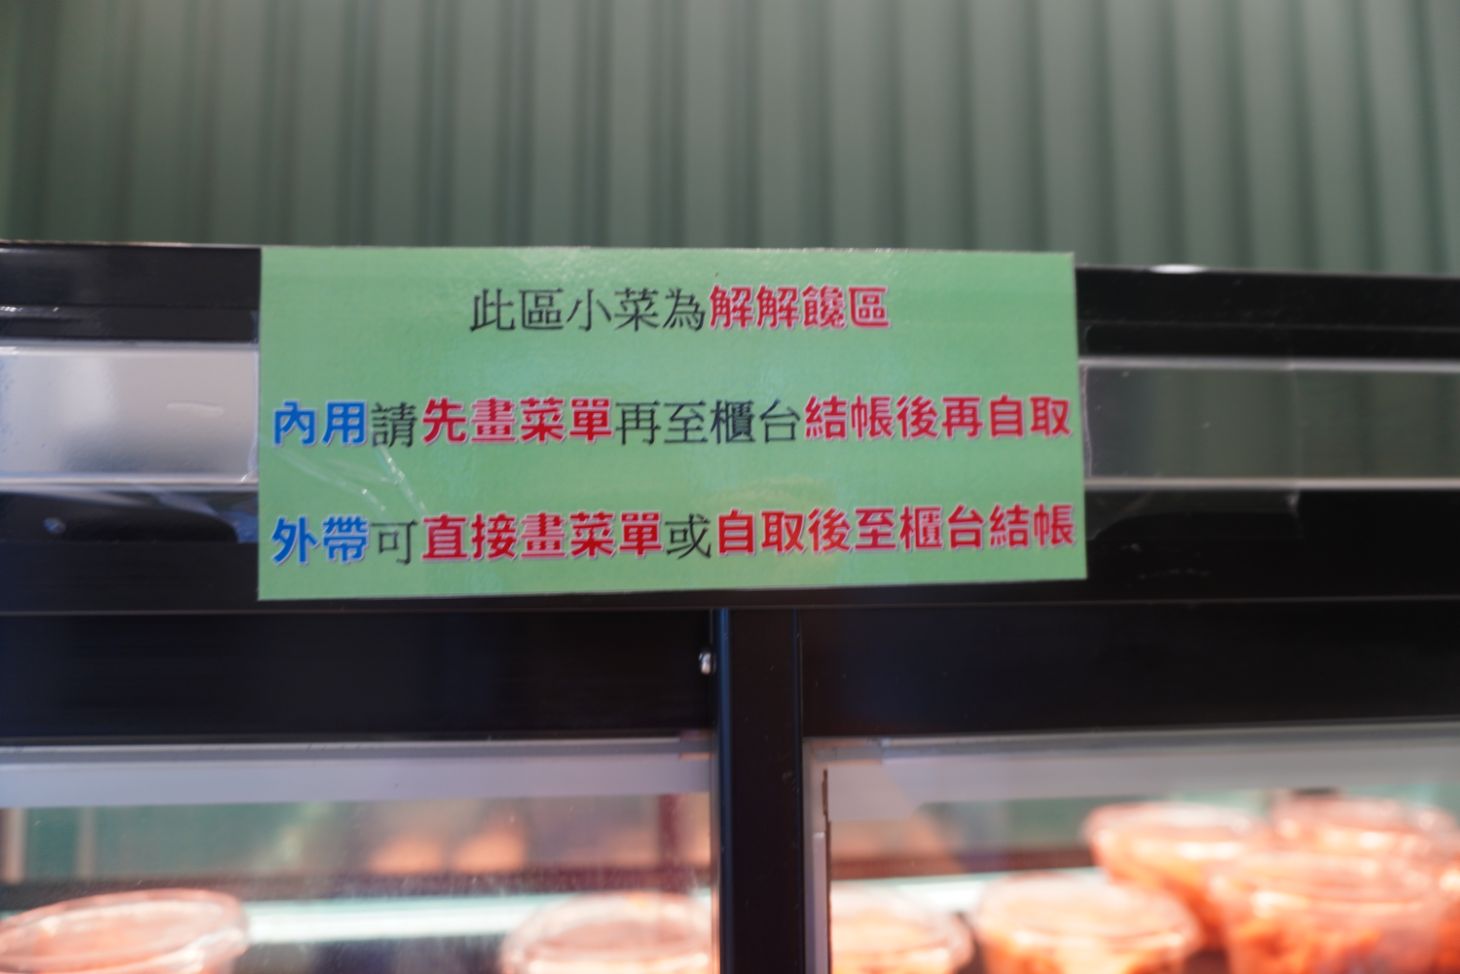 此區小菜為解解饞區
內用請先畫菜單再至櫃台結帳後再自取
外帶可直接畫菜單或自取後至櫃台結帳